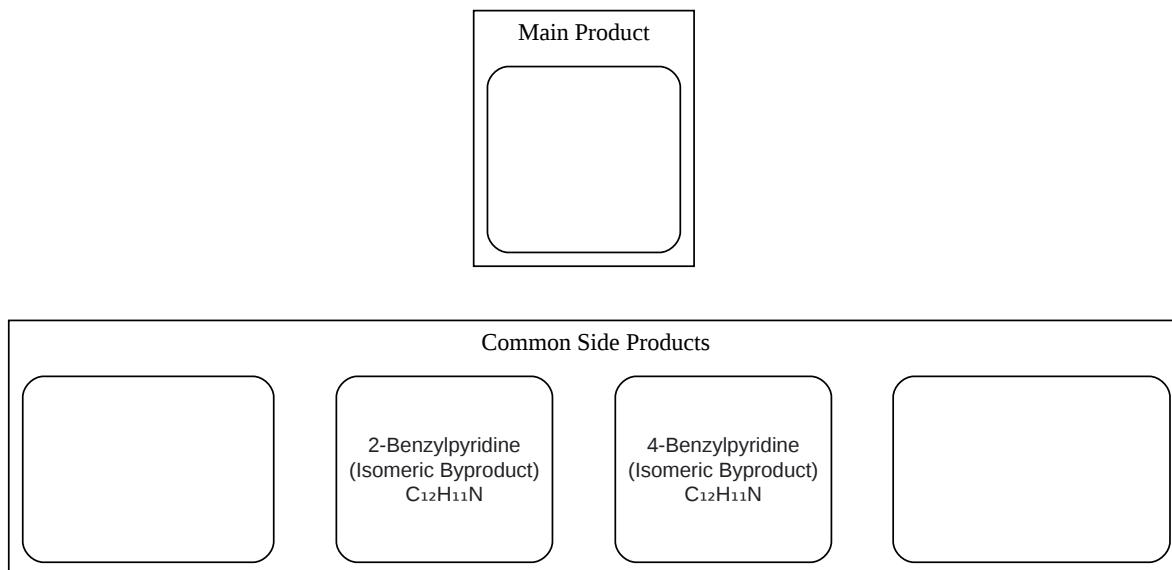 Main Product
Common Side Products
2-Benzylpyridine
(Isomeric Byproduct)
C₁₂H₁₁N
4-Benzylpyridine
(Isomeric Byproduct)
C₁₂H₁₁N